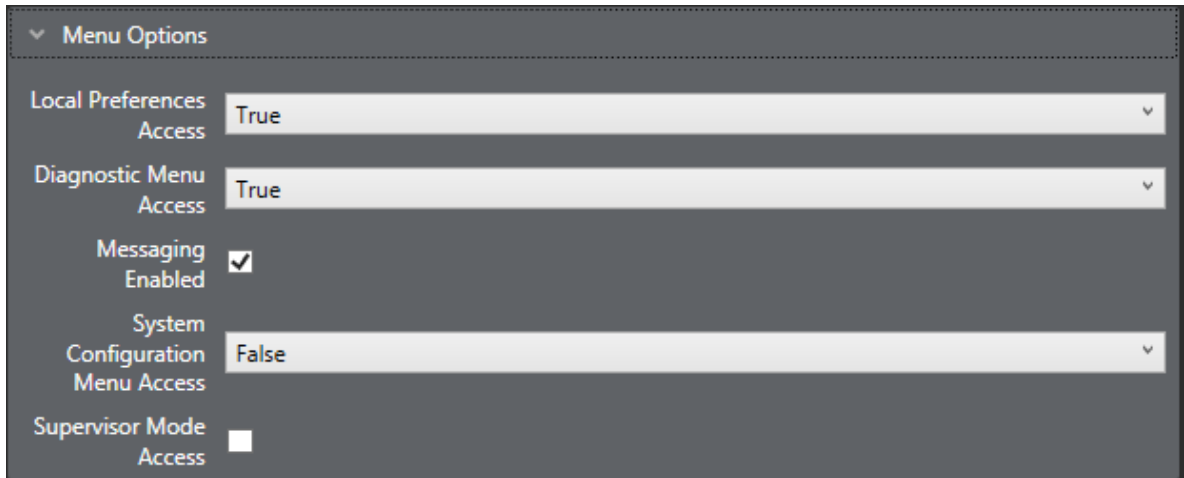 Menu Options
Local Preferences
Access
True
Diagnostic Menu
Access
True
Messaging
Enabled
System
Configuration
Menu Access
False
Supervisor Mode
Access